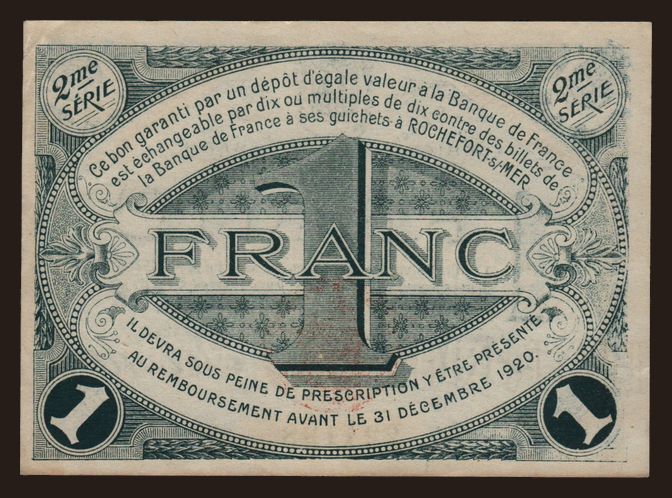 2me
SÉRIE
2me
SÉRIE
Ce bon garanti par un dépôt d'égale valeur a la Banque de France
est échangeable par dix ou multiples de dix contre des billets de
la Banque de France à ses guichets à ROCHEFORT-s/-MER
1
FRANC
IL DEVRA SOUS PEINE DE PRESCRIPTION Y ÊTRE PRÉSENTÉ
AU REMBOURSEMENT AVANT LE 31 DÉCEMBRE 1920.
1
1